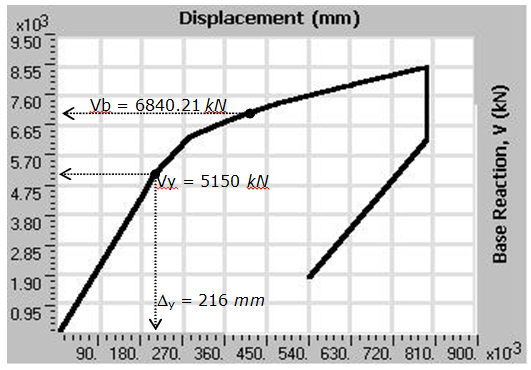 Displacement (mm)
x10³
9.50
8.55
7.60
6.65
5.70
4.75
3.80
2.85
1.90
0.95
Vb = 6840.21 kN
Vy = 5150 kN
Δy = 216 mm
Base Reaction, V (kN)
90. 180. 270. 360. 450. 540. 630. 720. 810. 900. x10⁻³